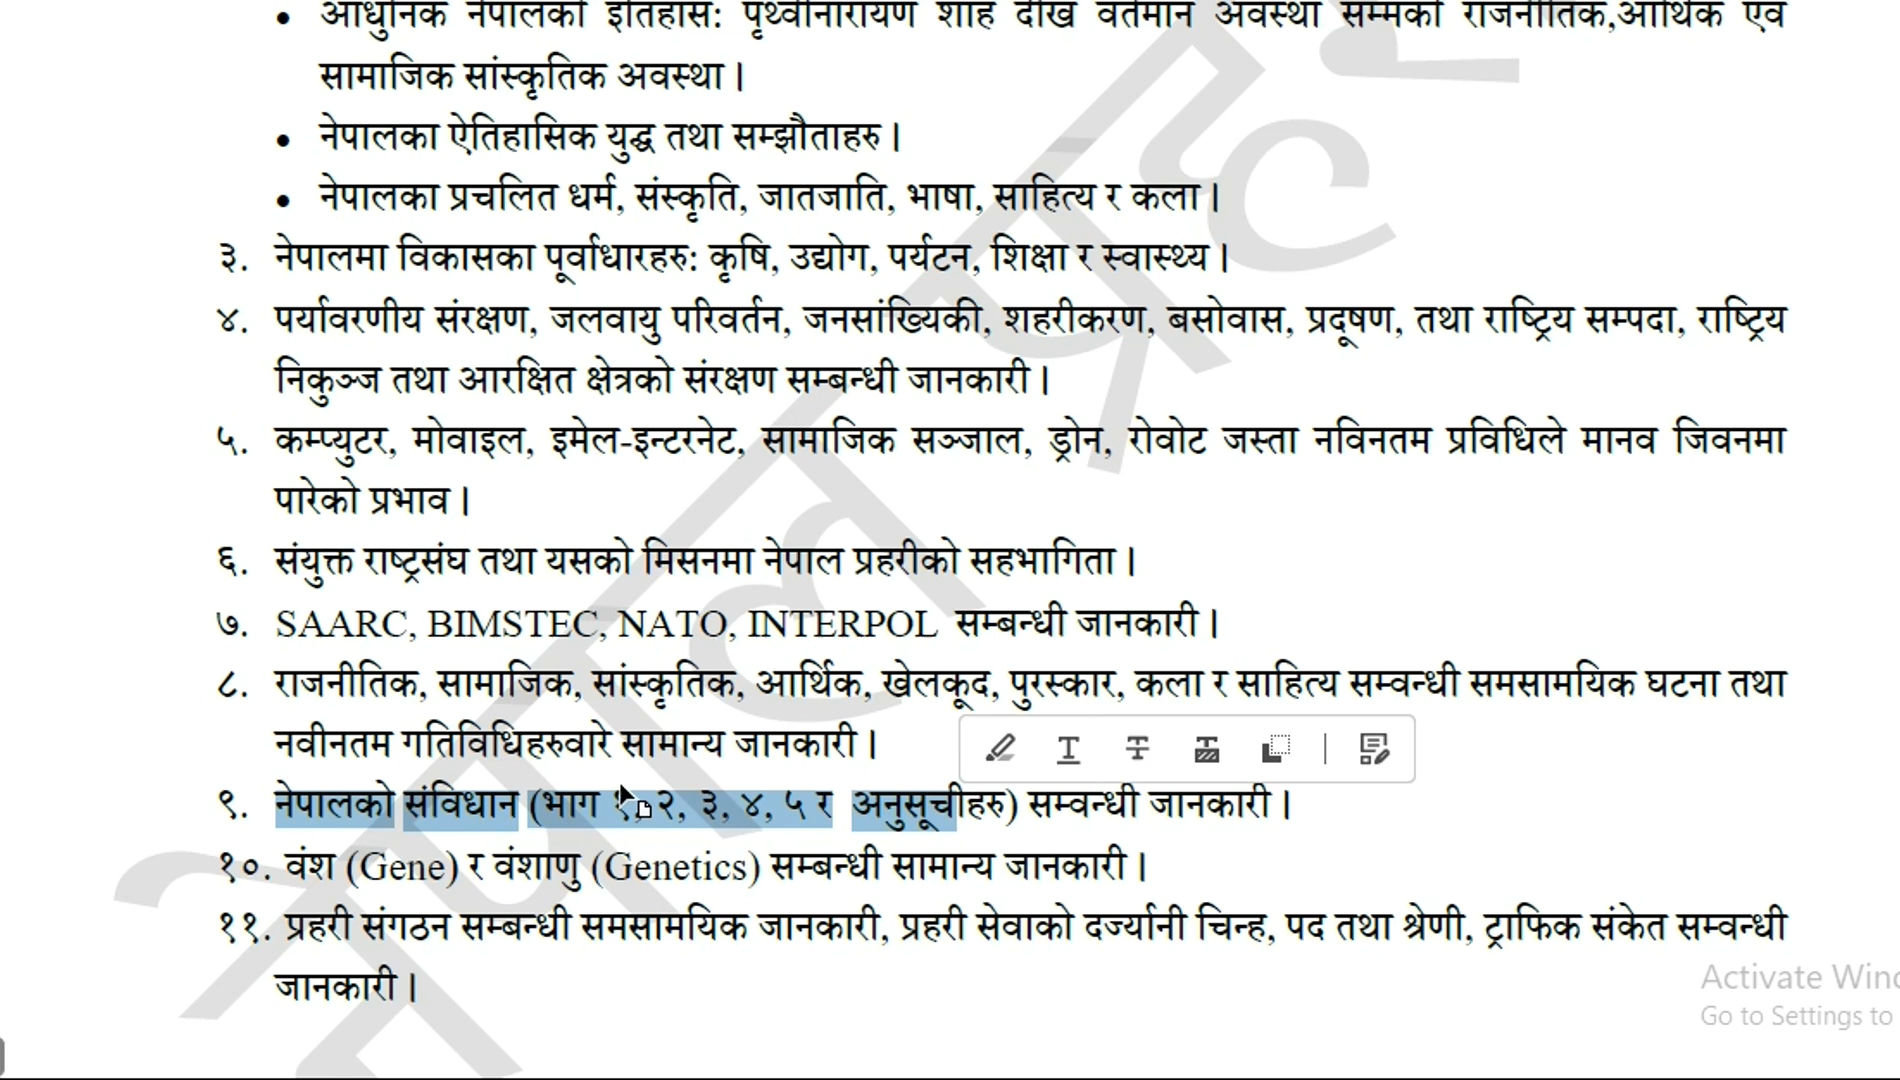 • आधुनिक नेपालको इतिहास: पृथ्वीनारायण शाह देखि वर्तमान अवस्था सम्मको राजनीतिक,आर्थिक एवं
सामाजिक सांस्कृतिक अवस्था।
• नेपालका ऐतिहासिक युद्ध तथा सम्झौताहरु।
• नेपालका प्रचलित धर्म, संस्कृति, जातजाति, भाषा, साहित्य र कला।
३. नेपालमा विकासका पूर्वाधारहरु: कृषि, उद्योग, पर्यटन, शिक्षा र स्वास्थ्य।
४. पर्यावरणीय संरक्षण, जलवायु परिवर्तन, जनसांख्यिकी, शहरीकरण, बसोवास, प्रदूषण, तथा राष्ट्रिय सम्पदा, राष्ट्रिय
निकुञ्ज तथा आरक्षित क्षेत्रको संरक्षण सम्बन्धी जानकारी।
५. कम्प्युटर, मोवाइल, इमेल-इन्टरनेट, सामाजिक सञ्जाल, ड्रोन, रोवोट जस्ता नविनतम प्रविधिले मानव जिवनमा
पारेको प्रभाव।
६. संयुक्त राष्ट्रसंघ तथा यसको मिसनमा नेपाल प्रहरीको सहभागिता।
७. SAARC, BIMSTEC, NATO, INTERPOL सम्बन्धी जानकारी।
८. राजनीतिक, सामाजिक, सांस्कृतिक, आर्थिक, खेलकूद, पुरस्कार, कला र साहित्य सम्वन्धी समसामयिक घटना तथा
नवीनतम गतिविधिहरुवारे सामान्य जानकारी।
९. नेपालको संविधान (भाग १, २, ३, ४, ५ र अनुसूचीहरु) सम्वन्धी जानकारी।
१०. वंश (Gene) र वंशाणु (Genetics) सम्बन्धी सामान्य जानकारी।
११. प्रहरी संगठन सम्बन्धी समसामयिक जानकारी, प्रहरी सेवाको दर्ज्यानी चिन्ह, पद तथा श्रेणी, ट्राफिक संकेत सम्वन्धी
जानकारी।
नेपाल प्रह
Activate Winc
Go to Settings to